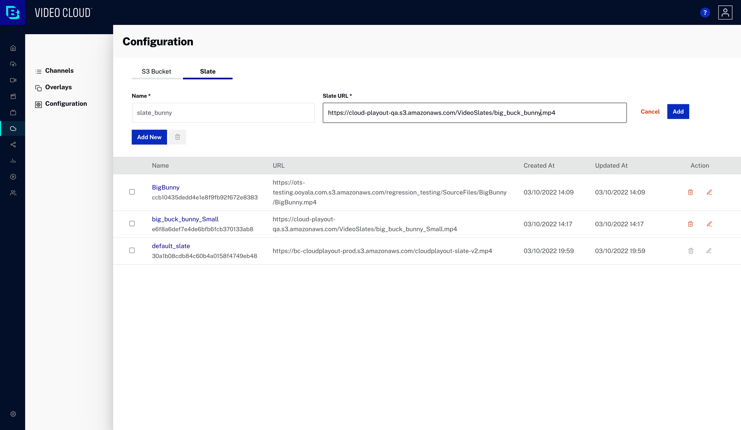 VIDEO CLOUD
?
Configuration
Channels
Overlays
Configuration
S3 Bucket
Slate
Name *
Slate URL *
slate_bunny
https://cloud-playout-qa.s3.amazonaws.com/VideoSlates/big_buck_bunny.mp4
Cancel
Add
Add New
Name
URL
Created At
Updated At
Action
BigBunny
ccb10435dedd4e1e8f9fb92f672e8383
https://ots-
testing.ooyala.com.s3.amazonaws.com/regression_testing/SourceFiles/BigBunny
/BigBunny.mp4
03/10/2022 14:09
03/10/2022 14:09
big_buck_bunny_Small
e6f8a6def7e4de6bfb6fcb370133ab8
https://cloud-playout-
qa.s3.amazonaws.com/VideoSlates/big_buck_bunny_Small.mp4
03/10/2022 14:17
03/10/2022 14:17
default_slate
30a1b08cdb84c60b4a0158f4749eb48
https://bc-cloudplayout-prod.s3.amazonaws.com/cloudplayout-slate-v2.mp4
03/10/2022 19:59
03/10/2022 19:59